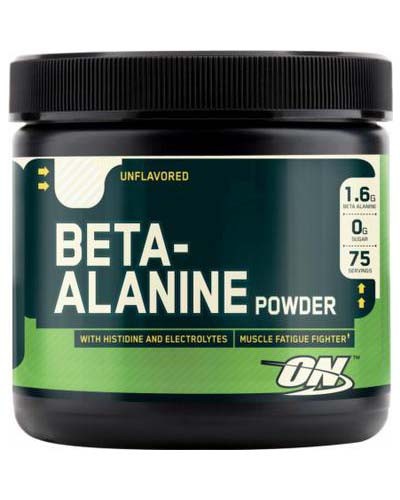 UNFLAVORED
BETA-
ALANINE POWDER
WITH HISTIDINE AND ELECTROLYTES MUSCLE FATIGUE FIGHTER†
1.6G
BETA ALANINE
0G
SUGAR
75
SERVINGS
ON™